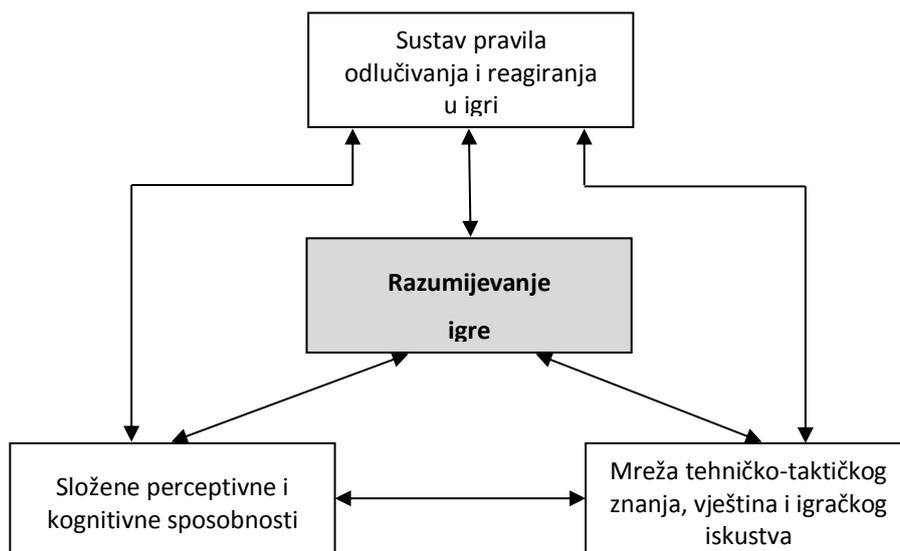 Sustav pravila
odlučivanja i reagiranja
u igri
Razumijevanje
igre
Složene perceptivne i
kognitivne sposobnosti
Mreža tehničko-taktičkog
znanja, vještina i igračkog
iskustva